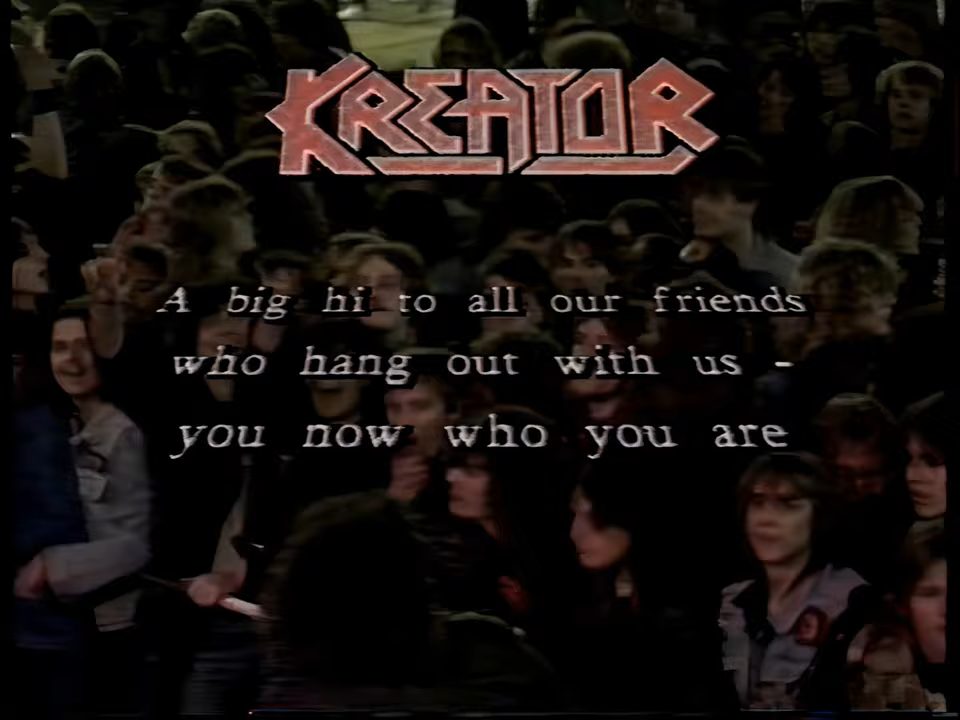 KREATOR
A big hi to all our friends
who hang out with us -
you now who you are